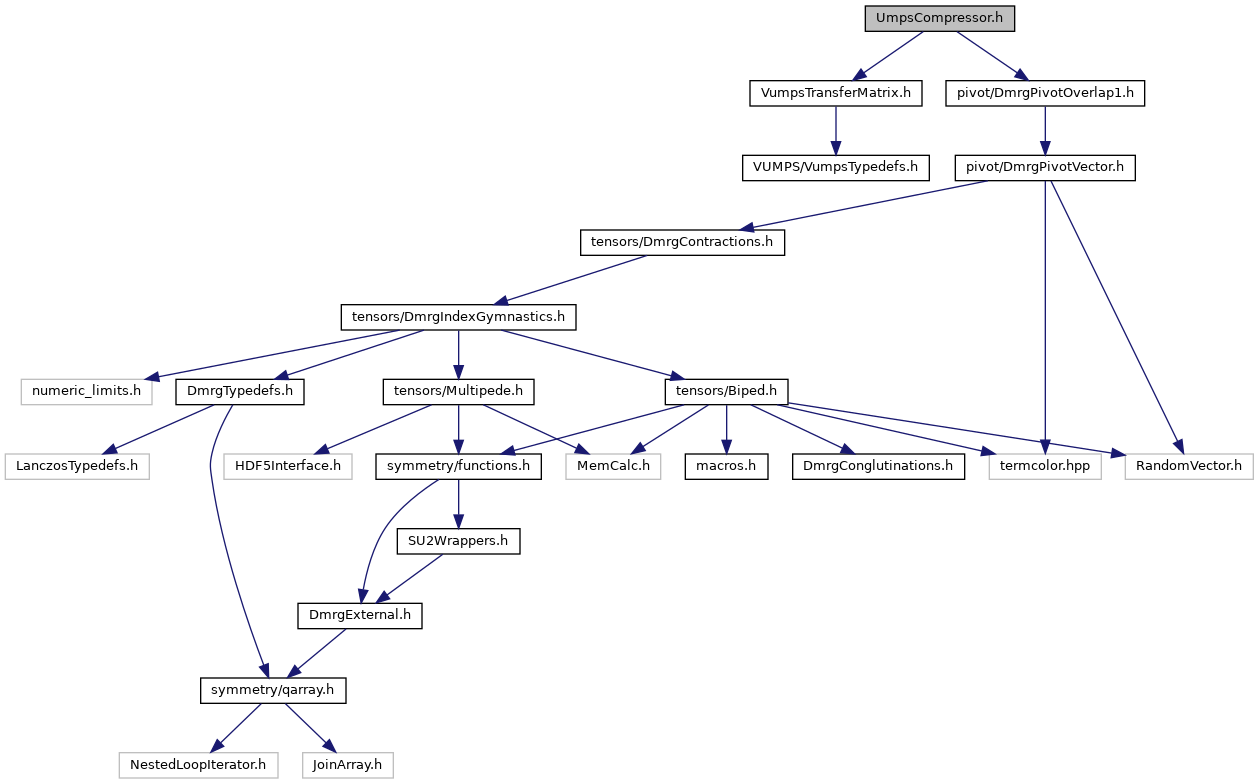 UmpsCompressor.h
VumpsTransferMatrix.h
pivot/DmrgPivotOverlap1.h
VUMPS/VumpsTypedefs.h
pivot/DmrgPivotVector.h
tensors/DmrgContractions.h
tensors/DmrgIndexGymnastics.h
numeric_limits.h
DmrgTypedefs.h
tensors/Multipede.h
tensors/Biped.h
LanczosTypedefs.h
HDF5Interface.h
symmetry/functions.h
MemCalc.h
macros.h
DmrgConglutinations.h
termcolor.hpp
RandomVector.h
SU2Wrappers.h
DmrgExternal.h
symmetry/qarray.h
NestedLoopIterator.h
JoinArray.h